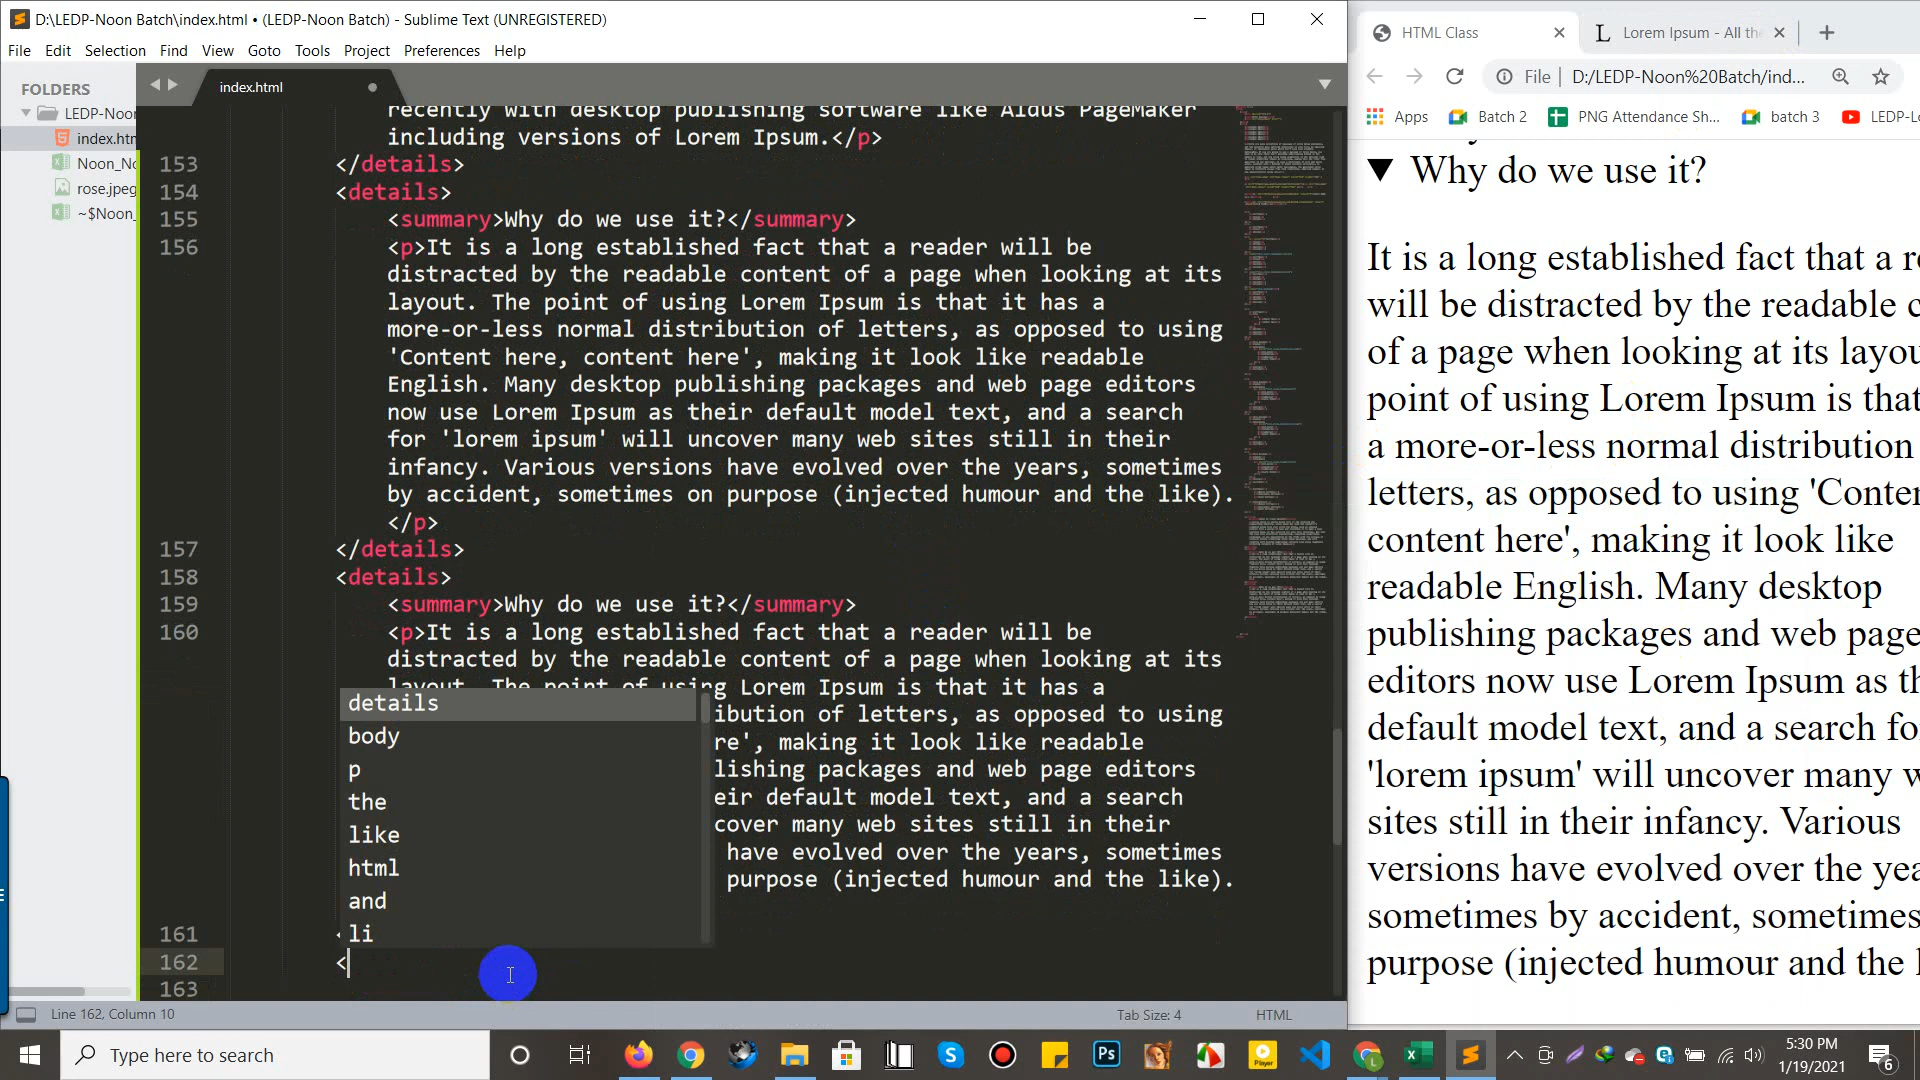 D:\LEDP-Noon Batch\index.html • (LEDP-Noon Batch) - Sublime Text (UNREGISTERED)
File Edit Selection Find View Goto Tools Project Preferences Help
FOLDERS
LEDP-Noon
index.htm
Noon_No
rose.jpeg
~$Noon_
index.html
recently with desktop publishing software like Aldus PageMaker
including versions of Lorem Ipsum.</p>
153 </details>
154 <details>
155 <summary>Why do we use it?</summary>
156 <p>It is a long established fact that a reader will be
distracted by the readable content of a page when looking at its
layout. The point of using Lorem Ipsum is that it has a
more-or-less normal distribution of letters, as opposed to using
'Content here, content here', making it look like readable
English. Many desktop publishing packages and web page editors
now use Lorem Ipsum as their default model text, and a search
for 'lorem ipsum' will uncover many web sites still in their
infancy. Various versions have evolved over the years, sometimes
by accident, sometimes on purpose (injected humour and the like).
</p>
157 </details>
158 <details>
159 <summary>Why do we use it?</summary>
160 <p>It is a long established fact that a reader will be
distracted by the readable content of a page when looking at its
layout. The point of using Lorem Ipsum is that it has a
ibution of letters, as opposed to using
re', making it look like readable
lishing packages and web page editors
eir default model text, and a search
cover many web sites still in their
have evolved over the years, sometimes
purpose (injected humour and the like).
details
body
p
the
like
html
and
li
161
162 <
163
Line 162, Column 10
Tab Size: 4
HTML
HTML Class
Lorem Ipsum - All the
File D:/LEDP-Noon%20Batch/ind...
Apps Batch 2 PNG Attendance Sh... batch 3 LEDP-Lo
▼ Why do we use it?
It is a long established fact that a re
will be distracted by the readable c
of a page when looking at its layou
point of using Lorem Ipsum is that
a more-or-less normal distribution
letters, as opposed to using 'Conten
content here', making it look like
readable English. Many desktop
publishing packages and web page
editors now use Lorem Ipsum as th
default model text, and a search fo
'lorem ipsum' will uncover many w
sites still in their infancy. Various
versions have evolved over the yea
sometimes by accident, sometimes
purpose (injected humour and the l
Type here to search
5:30 PM
1/19/2021
6